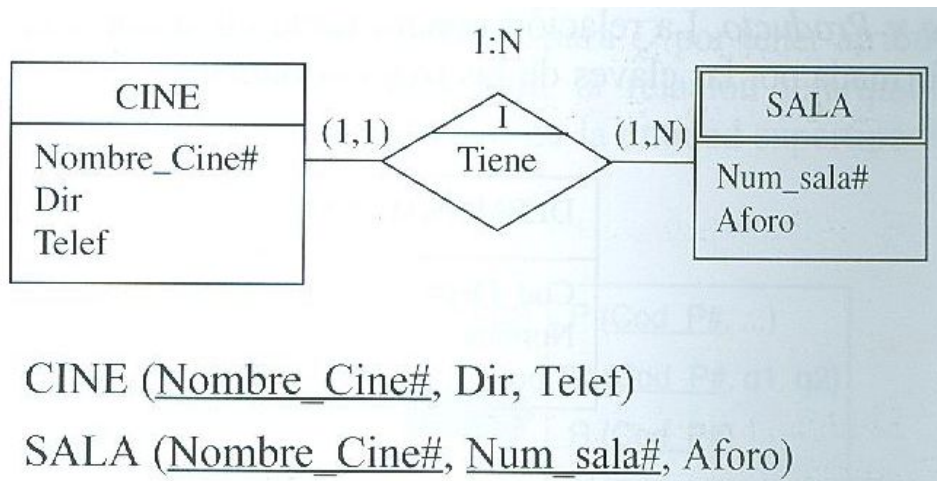 1:N
CINE
Nombre_Cine#
Dir
Telef
(1,1)
I
Tiene
(1,N)
SALA
Num_sala#
Aforo
CINE (Nombre_Cine#, Dir, Telef)
SALA (Nombre_Cine#, Num_sala#, Aforo)